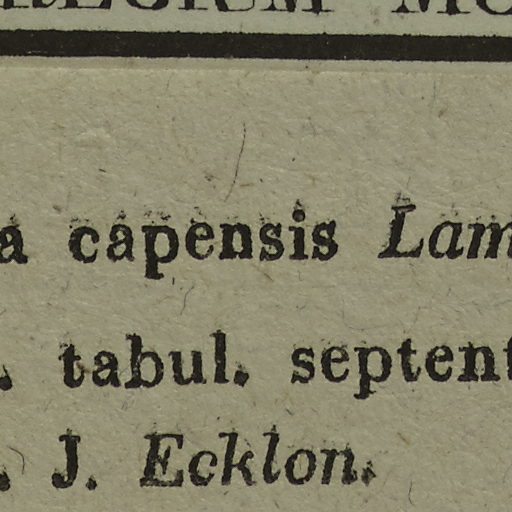 a capensis Lam
. tabul. septent
. J. Ecklon.